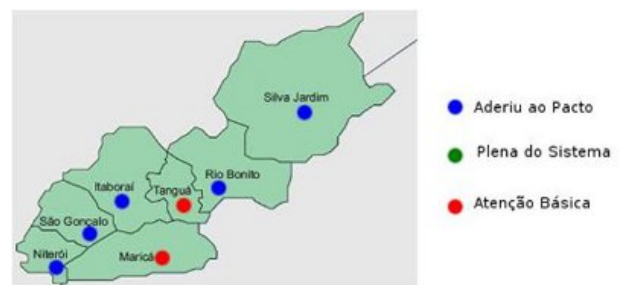 Silva Jardim
Rio Bonito
Itaboraí
Tanguá
São Gonçalo
Niterói
Maricá
Aderiu ao Pacto
Plena do Sistema
Atenção Básica